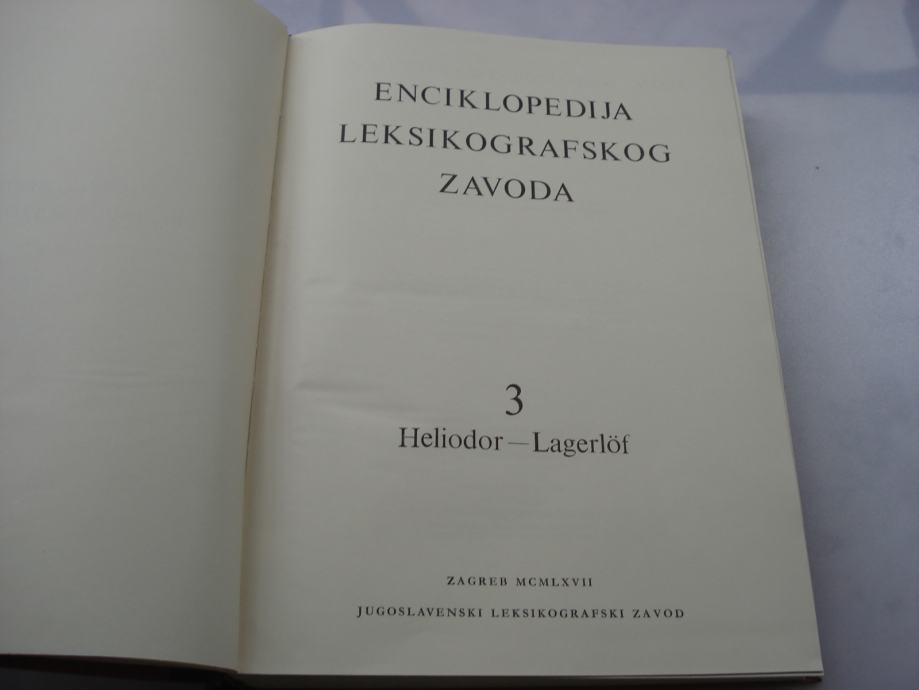 ENCIKLOPEDIJA
LEKSIKOGRAFSKOG
ZAVODA
3
Heliodor — Lagerlöf
ZAGREB MCMLXVII
JUGOSLAVENSKI LEKSIKOGRAFSKI ZAVOD